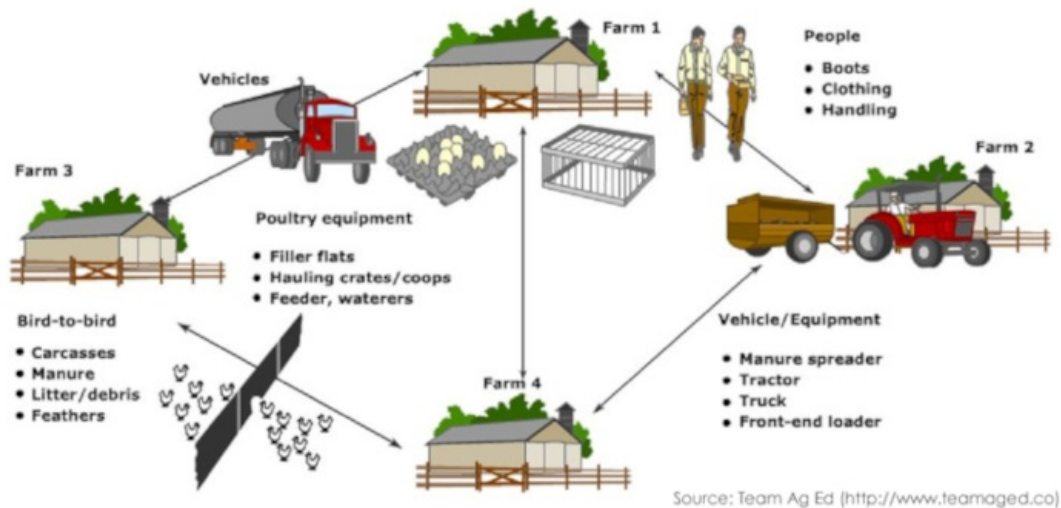 Farm 1
People
• Boots
• Clothing
• Handling
Vehicles
Farm 2
Farm 3
Poultry equipment
• Filler flats
• Hauling crates/coops
• Feeder, waterers
Bird-to-bird
• Carcasses
• Manure
• Litter/debris
• Feathers
Vehicle/Equipment
• Manure spreader
• Tractor
• Truck
• Front-end loader
Farm 4
Source: Team Ag Ed (http://www.teamaged.co)